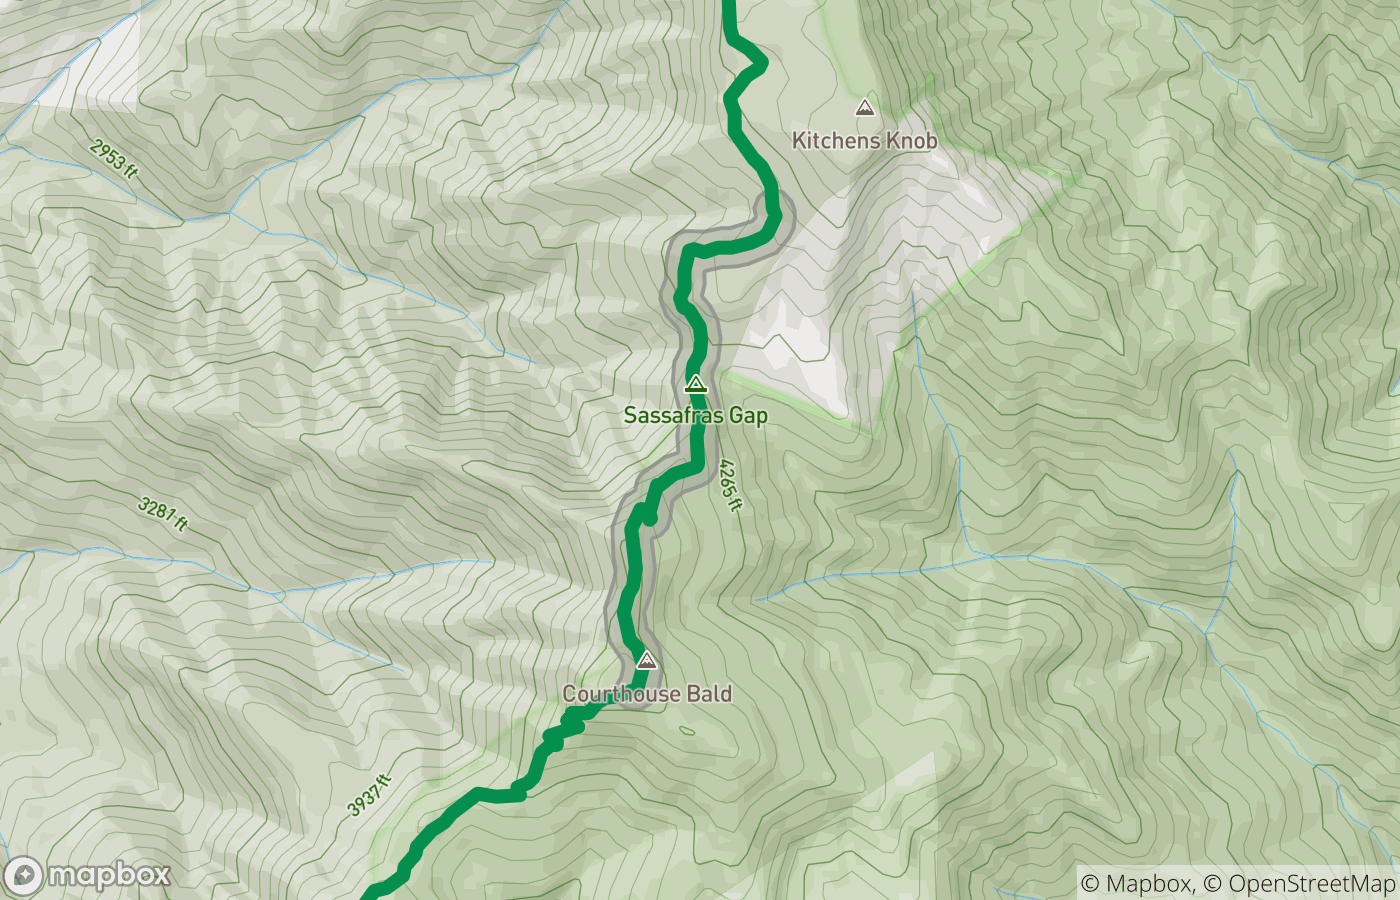 Kitchens Knob
2953 ft
Sassafras Gap
4265 ft
3281 ft
Courthouse Bald
3937 ft
mapbox
© Mapbox, © OpenStreetMap